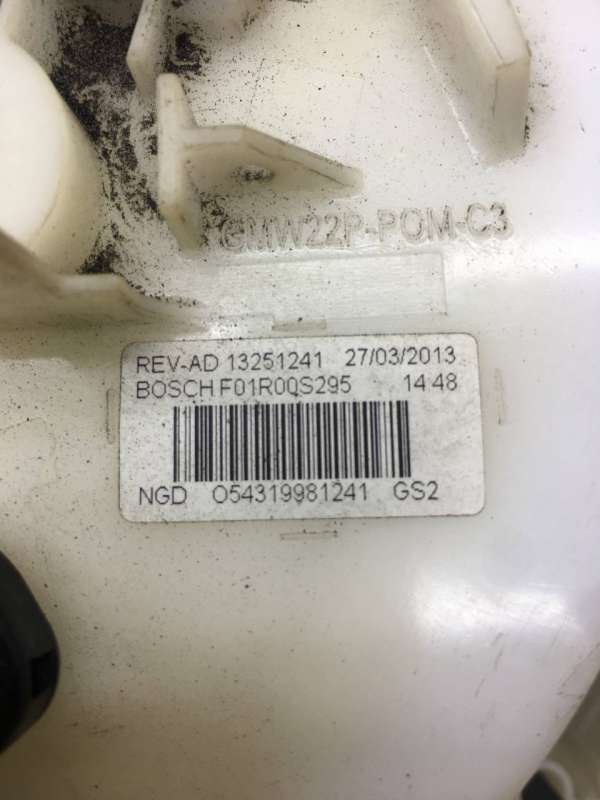 GMW22P-POM-C3
REV-AD 13251241 27/03/2013
BOSCH F01R00S295 14:48
NGD O54319981241 GS2